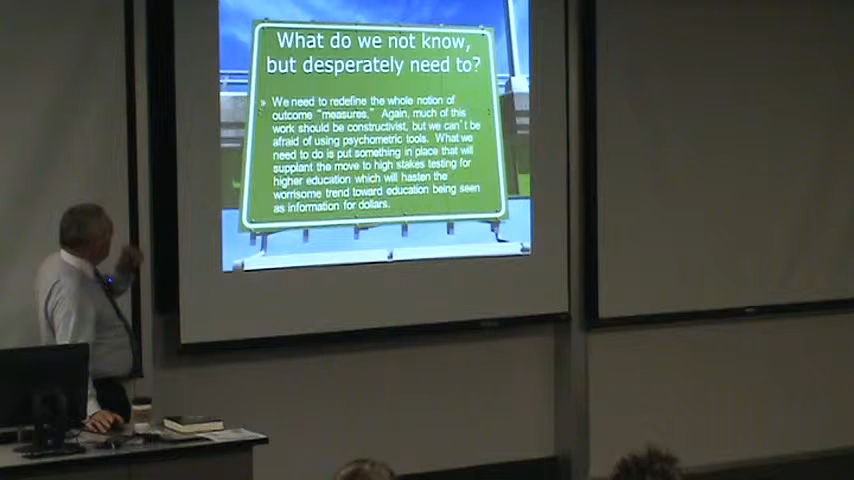 What do we not know,
but desperately need to?
» We need to redefine the whole notion of
outcome "measures." Again, much of this
work should be constructivist, but we can't be
afraid of using psychometric tools. What we
need to do is put something in place that will
supplant the move to high stakes testing for
higher education which will hasten the
worrisome trend toward education being seen
as information for dollars.